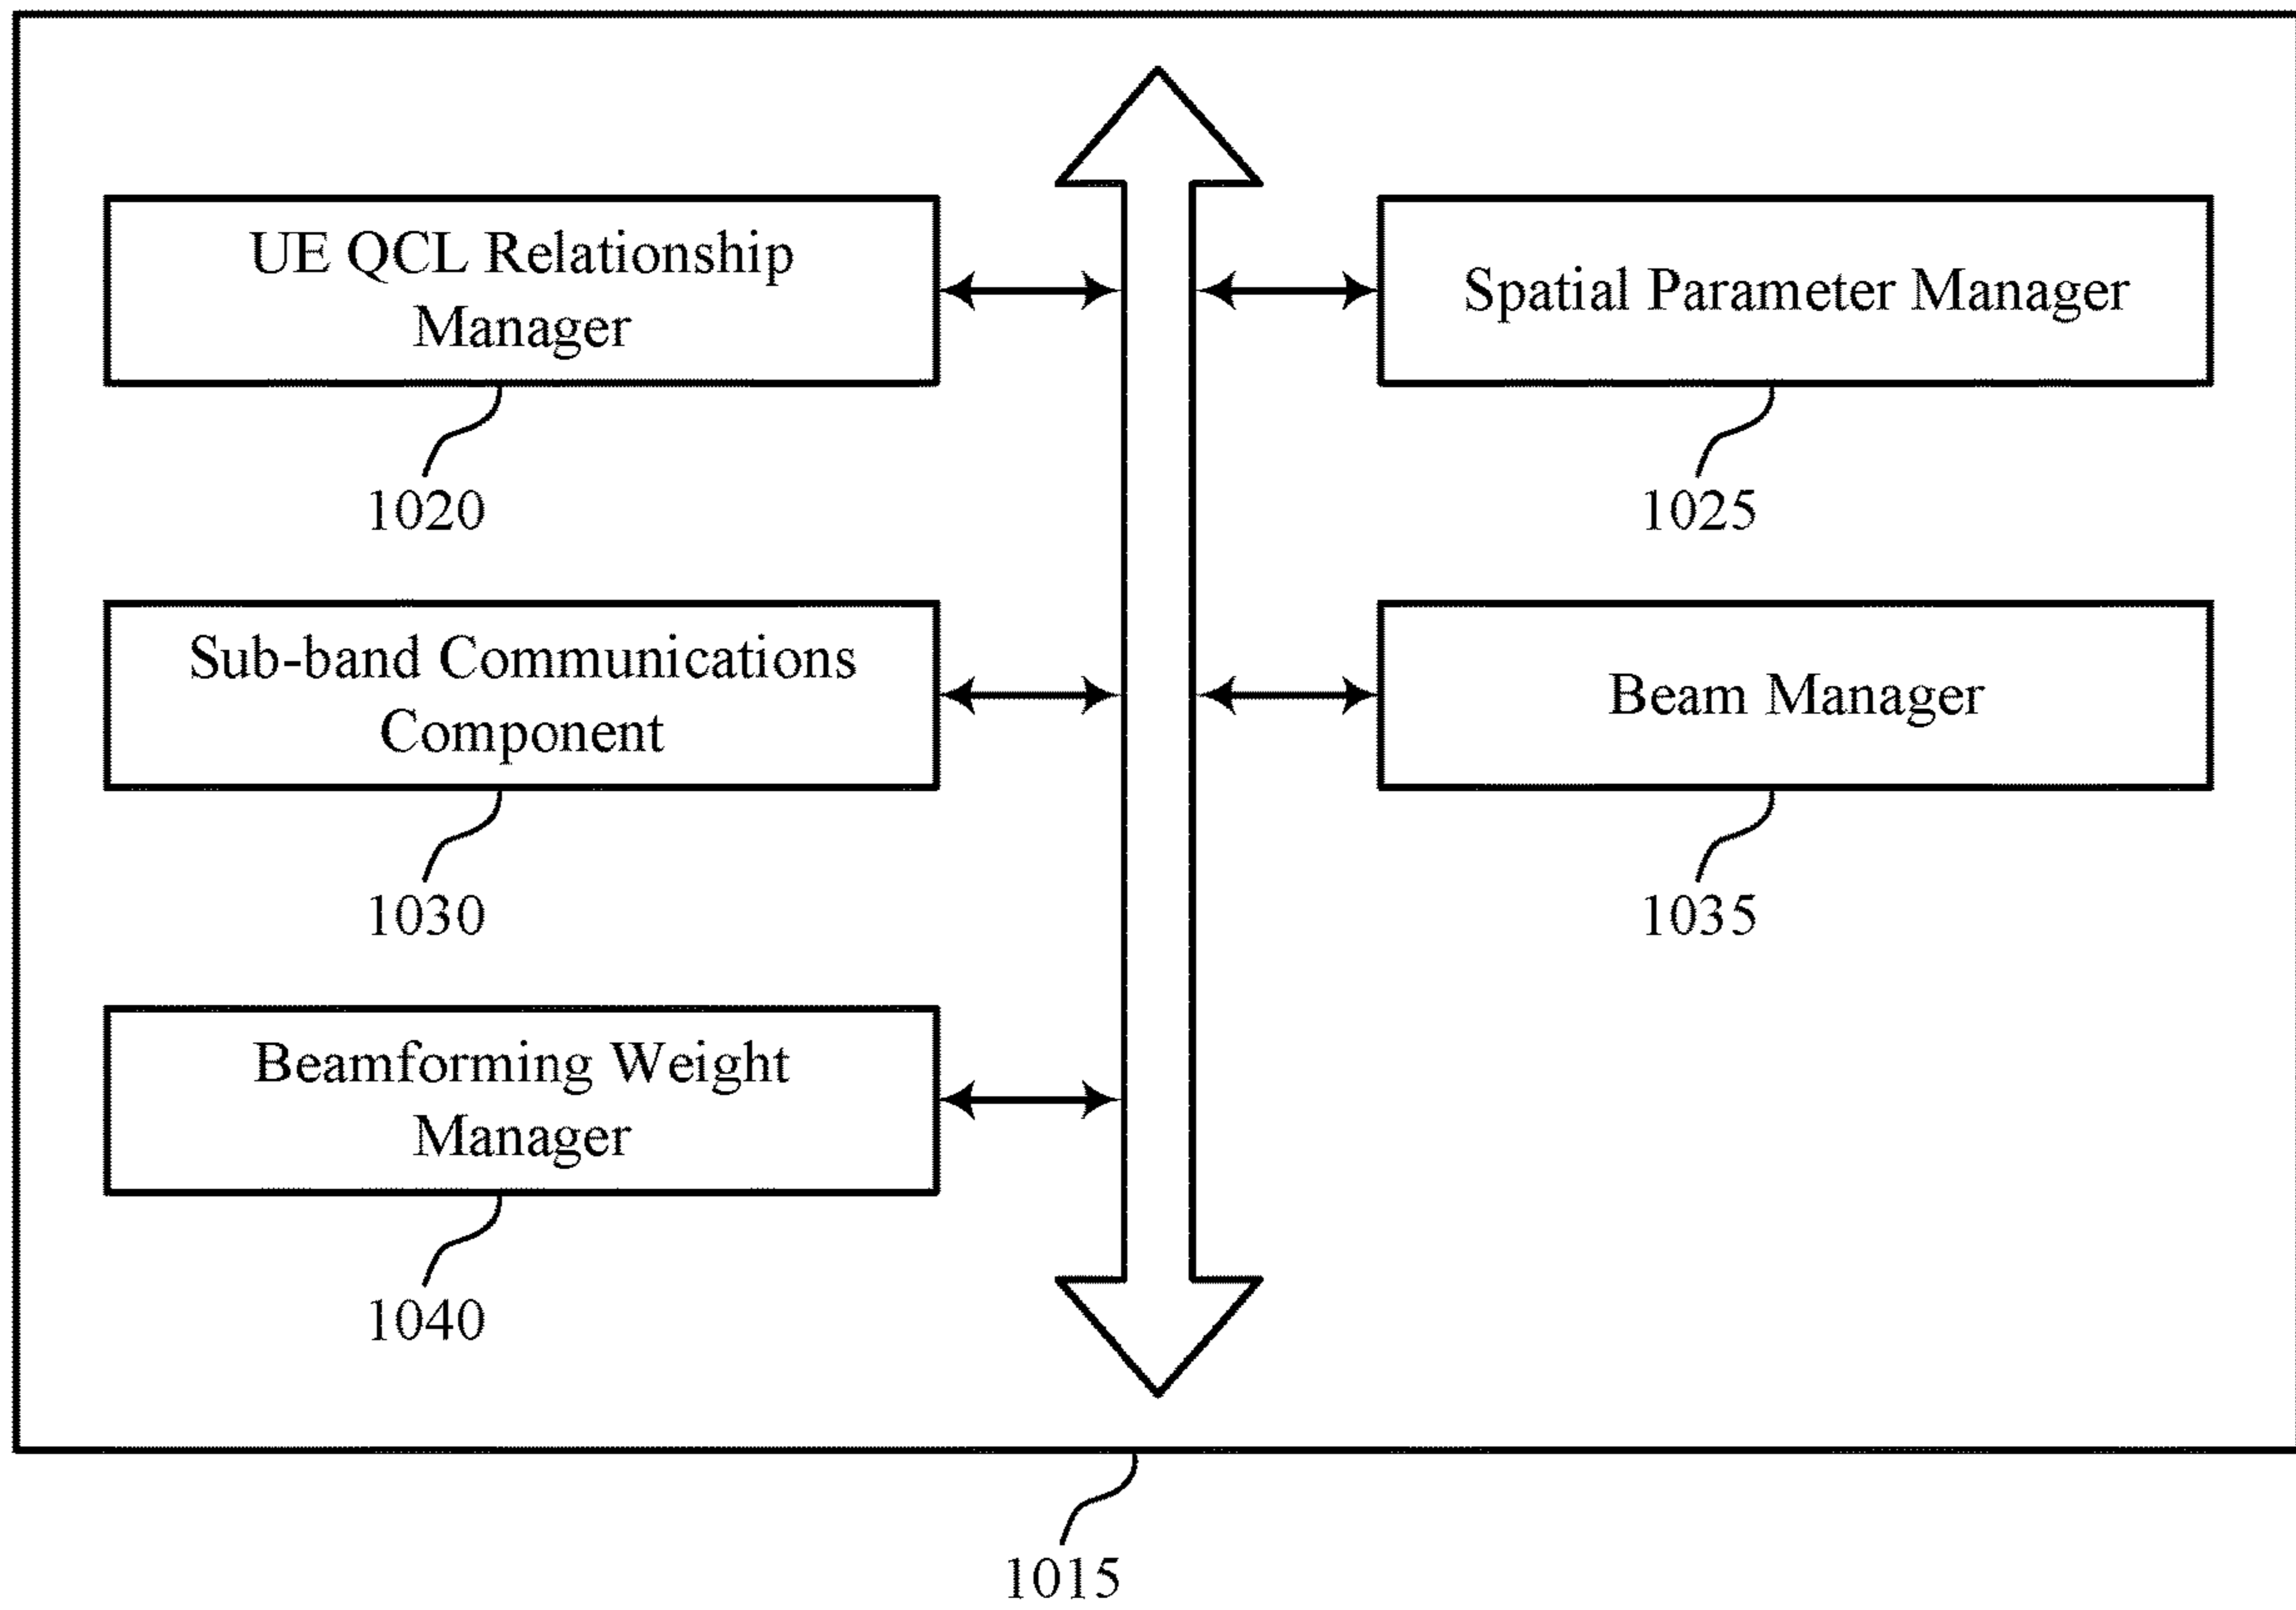 UE QCL Relationship
Manager
1020
Spatial Parameter Manager
1025
Sub-band Communications
Component
1030
Beam Manager
1035
Beamforming Weight
Manager
1040
1015